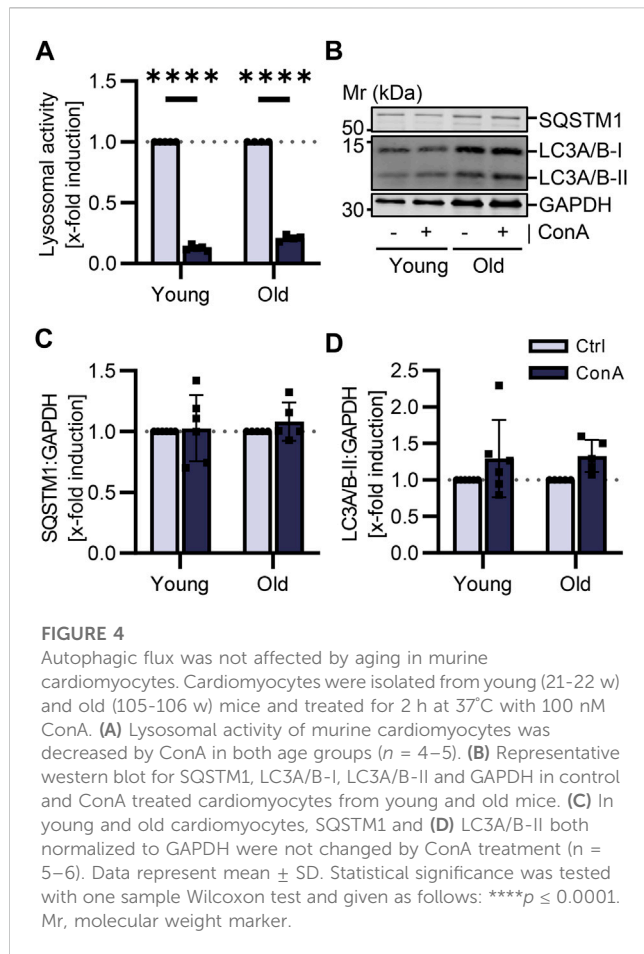 A
**** ****
1.5
1.0
0.5
0.0
Lysosomal activity
[x-fold induction]
Young Old
B
Mr (kDa)
50
15
30
SQSTM1
LC3A/B-I
LC3A/B-II
GAPDH
- + - + | ConA
Young Old
C
1.5
1.0
0.5
0.0
SQSTM1:GAPDH
[x-fold induction]
Young Old
D
Ctrl
ConA
2.5
2.0
1.5
1.0
0.5
0.0
LC3A/B-II:GAPDH
[x-fold induction]
Young Old
FIGURE 4
Autophagic flux was not affected by aging in murine
cardiomyocytes. Cardiomyocytes were isolated from young (21-22 w)
and old (105-106 w) mice and treated for 2 h at 37°C with 100 nM
ConA. (A) Lysosomal activity of murine cardiomyocytes was
decreased by ConA in both age groups (n = 4–5). (B) Representative
western blot for SQSTM1, LC3A/B-I, LC3A/B-II and GAPDH in control
and ConA treated cardiomyocytes from young and old mice. (C) In
young and old cardiomyocytes, SQSTM1 and (D) LC3A/B-II both
normalized to GAPDH were not changed by ConA treatment (n =
5–6). Data represent mean ± SD. Statistical significance was tested
with one sample Wilcoxon test and given as follows: ****p ≤ 0.0001.
Mr, molecular weight marker.